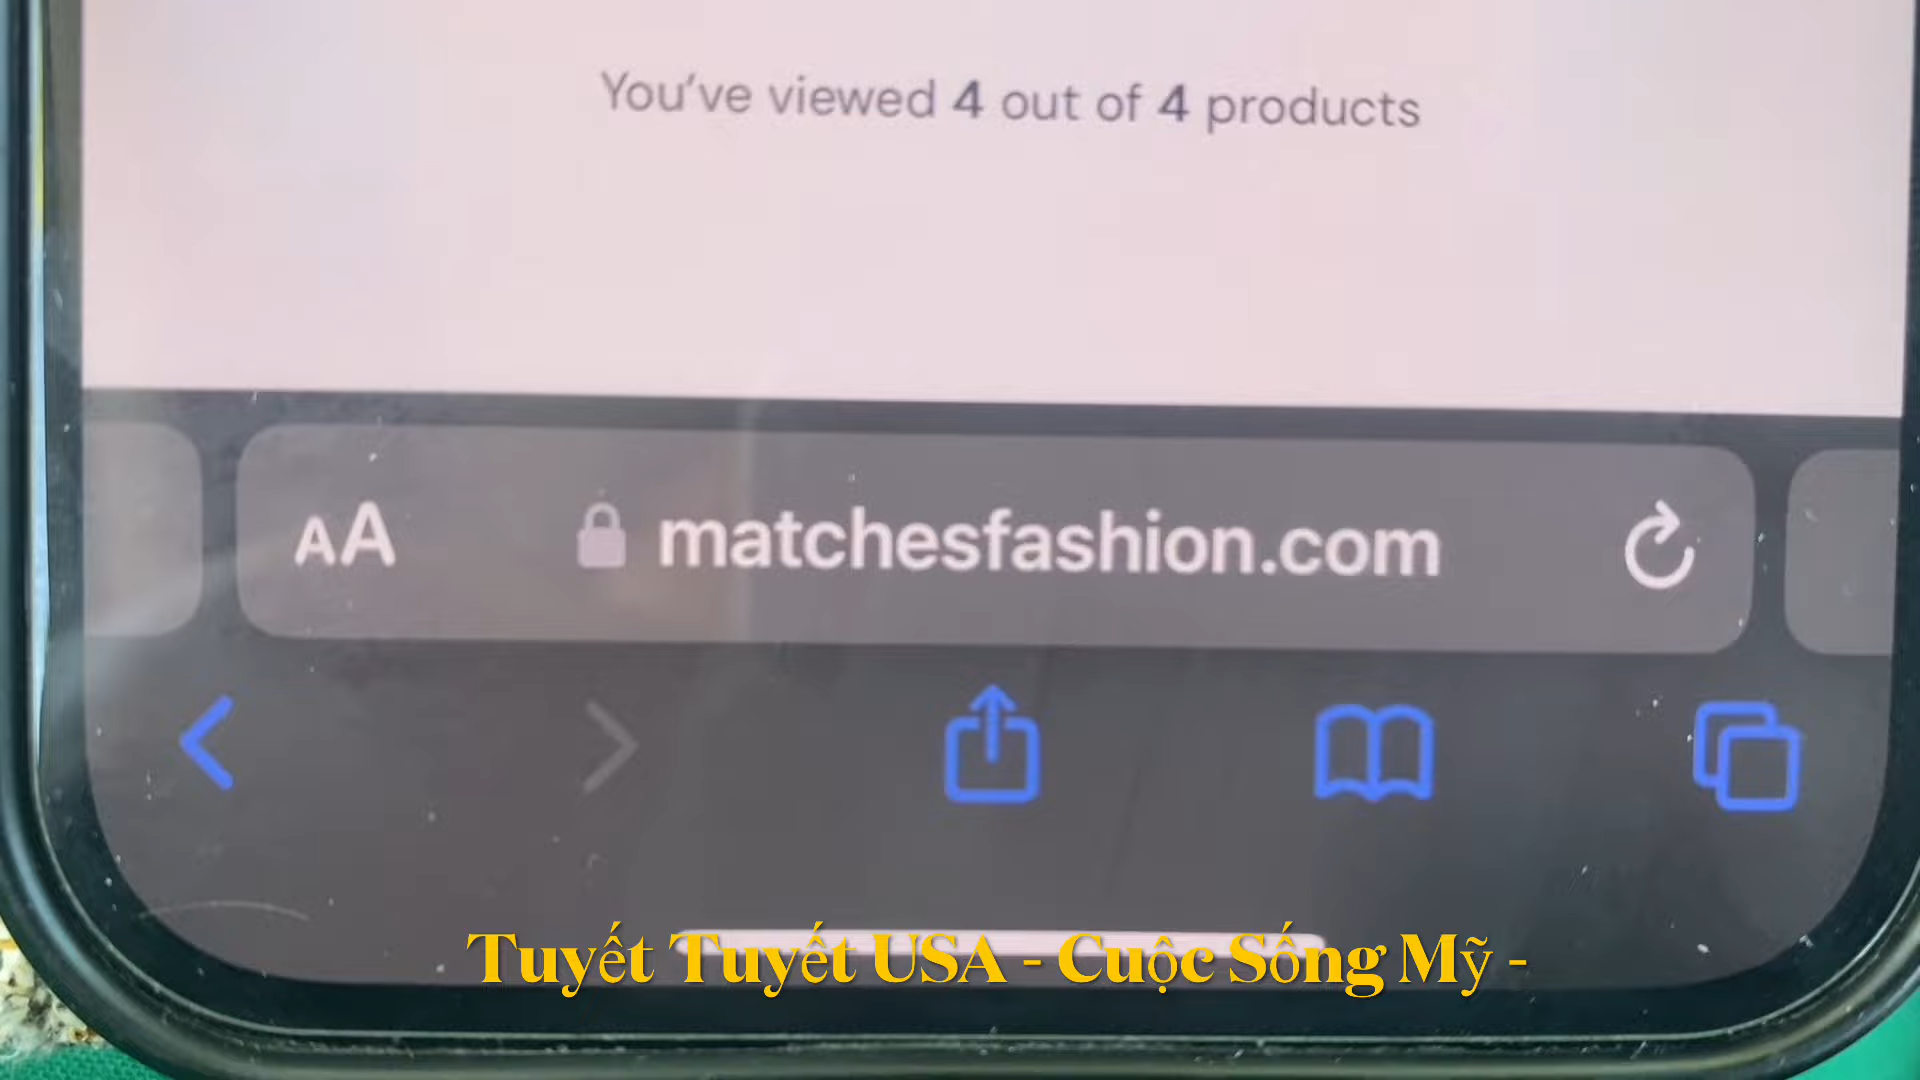 You’ve viewed 4 out of 4 products
AA matchesfashion.com
Tuyết Tuyết USA - Cuộc Sống Mỹ -